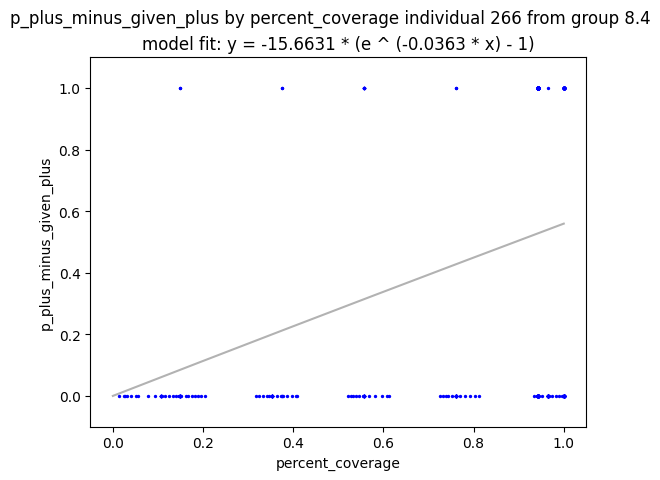 p_plus_minus_given_plus by percent_coverage individual 266 from group 8.4
model fit: y = -15.6631 * (e ^ (-0.0363 * x) - 1)
1.0
0.8
0.6
0.4
0.2
0.0
p_plus_minus_given_plus
0.0 0.2 0.4 0.6 0.8 1.0
percent_coverage